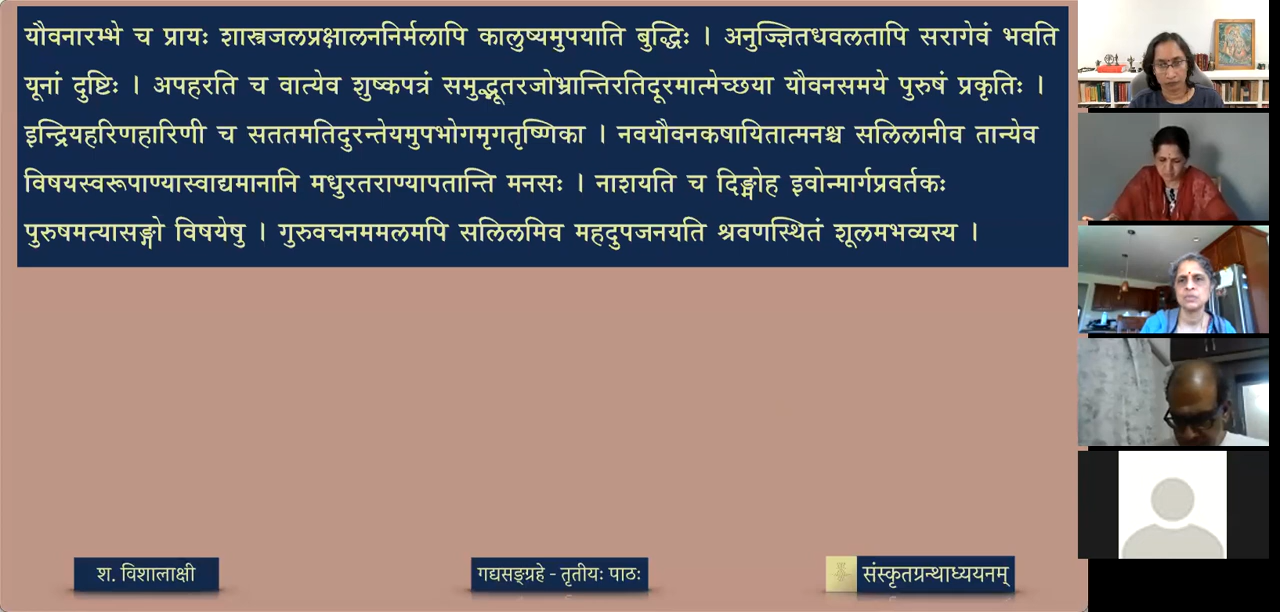 यौवनारम्भे च प्रायः शास्त्रजलप्रक्षालननिर्मलापि कालुष्यमुपयाति बुद्धिः । अनुज्झितधवलतापि सरागेवं भवति
यूनां दुष्टिः । अपहरति च वात्येव शुष्कपत्रं समुद्भूतरजोभ्रान्तिरतिदूरमात्मेच्छया यौवनसमये पुरुषं प्रकृतिः ।
इन्द्रियहरिणहारिणी च सततमतिदुरन्तेयमुपभोगमृगतृष्णिका । नवयौवनकषायितात्मनश्च सलिलानीव तान्येव
विषयस्वरूपाण्यास्वाद्यमानानि मधुरतराण्यापतान्ति मनसः । नाशयति च दिङ्मोह इवोन्मार्गप्रवर्तकः
पुरुषमत्यासङ्गो विषयेषु । गुरुवचनममलमपि सलिलमिव महदुपजनयति श्रवणस्थितं शूलमभव्यस्य ।
श. विशालाक्षी
गद्यसङ्ग्रहे - तृतीयः पाठः
संस्कृतग्रन्थाध्ययनम्